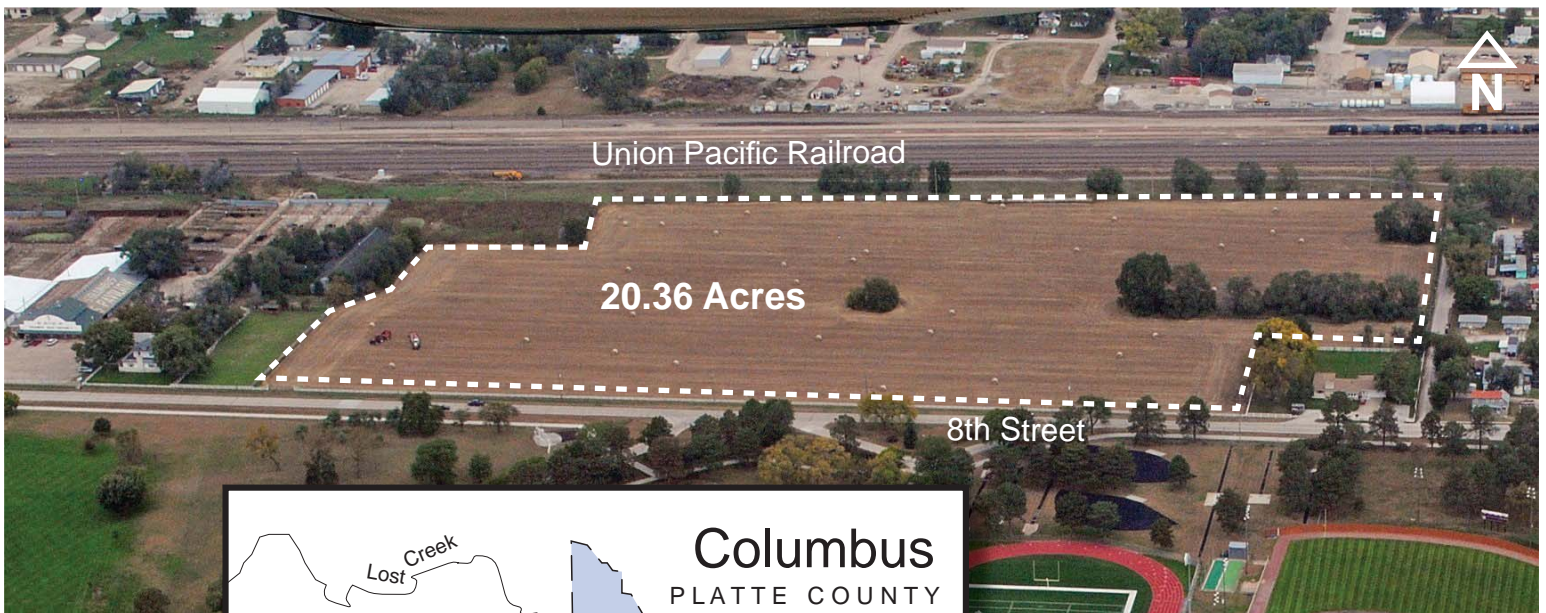 N
Union Pacific Railroad
20.36 Acres
8th Street
Lost Creek
Columbus
PLATTE COUNTY